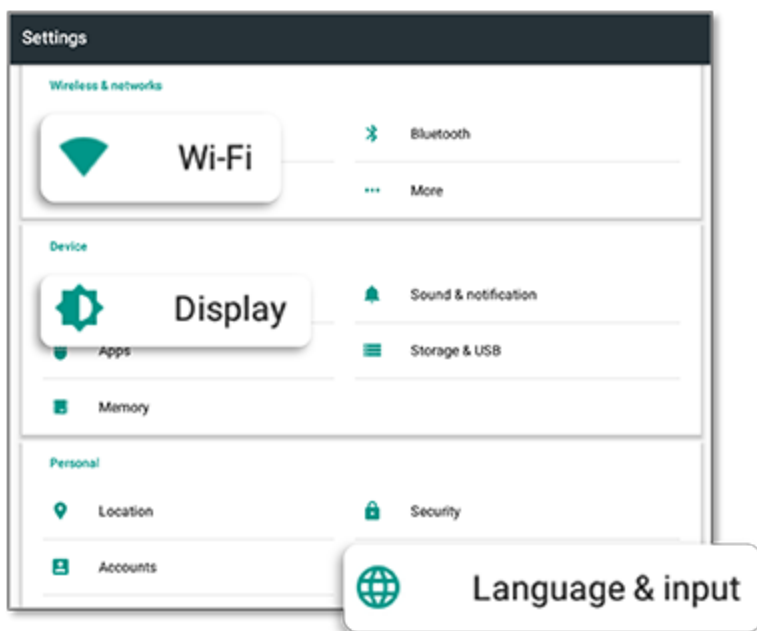 Settings
Wireless & networks
Wi-Fi
Bluetooth
More
Device
Display
Sound & notification
Apps
Storage & USB
Memory
Personal
Location
Security
Accounts
Language & input